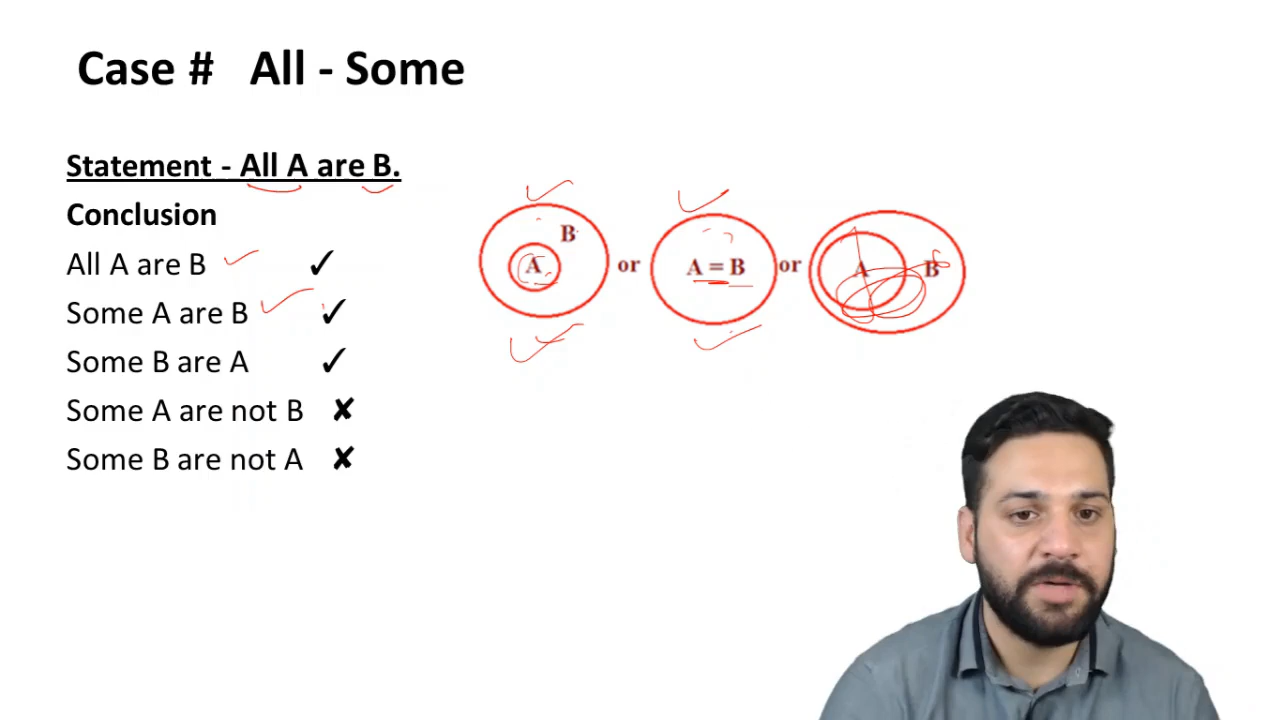 Case # All - Some
Statement - All A are B.
Conclusion
All A are B ✓
Some A are B ✓
Some B are A ✓
Some A are not B ✘
Some B are not A ✘
B
A
or
A = B
or
A B